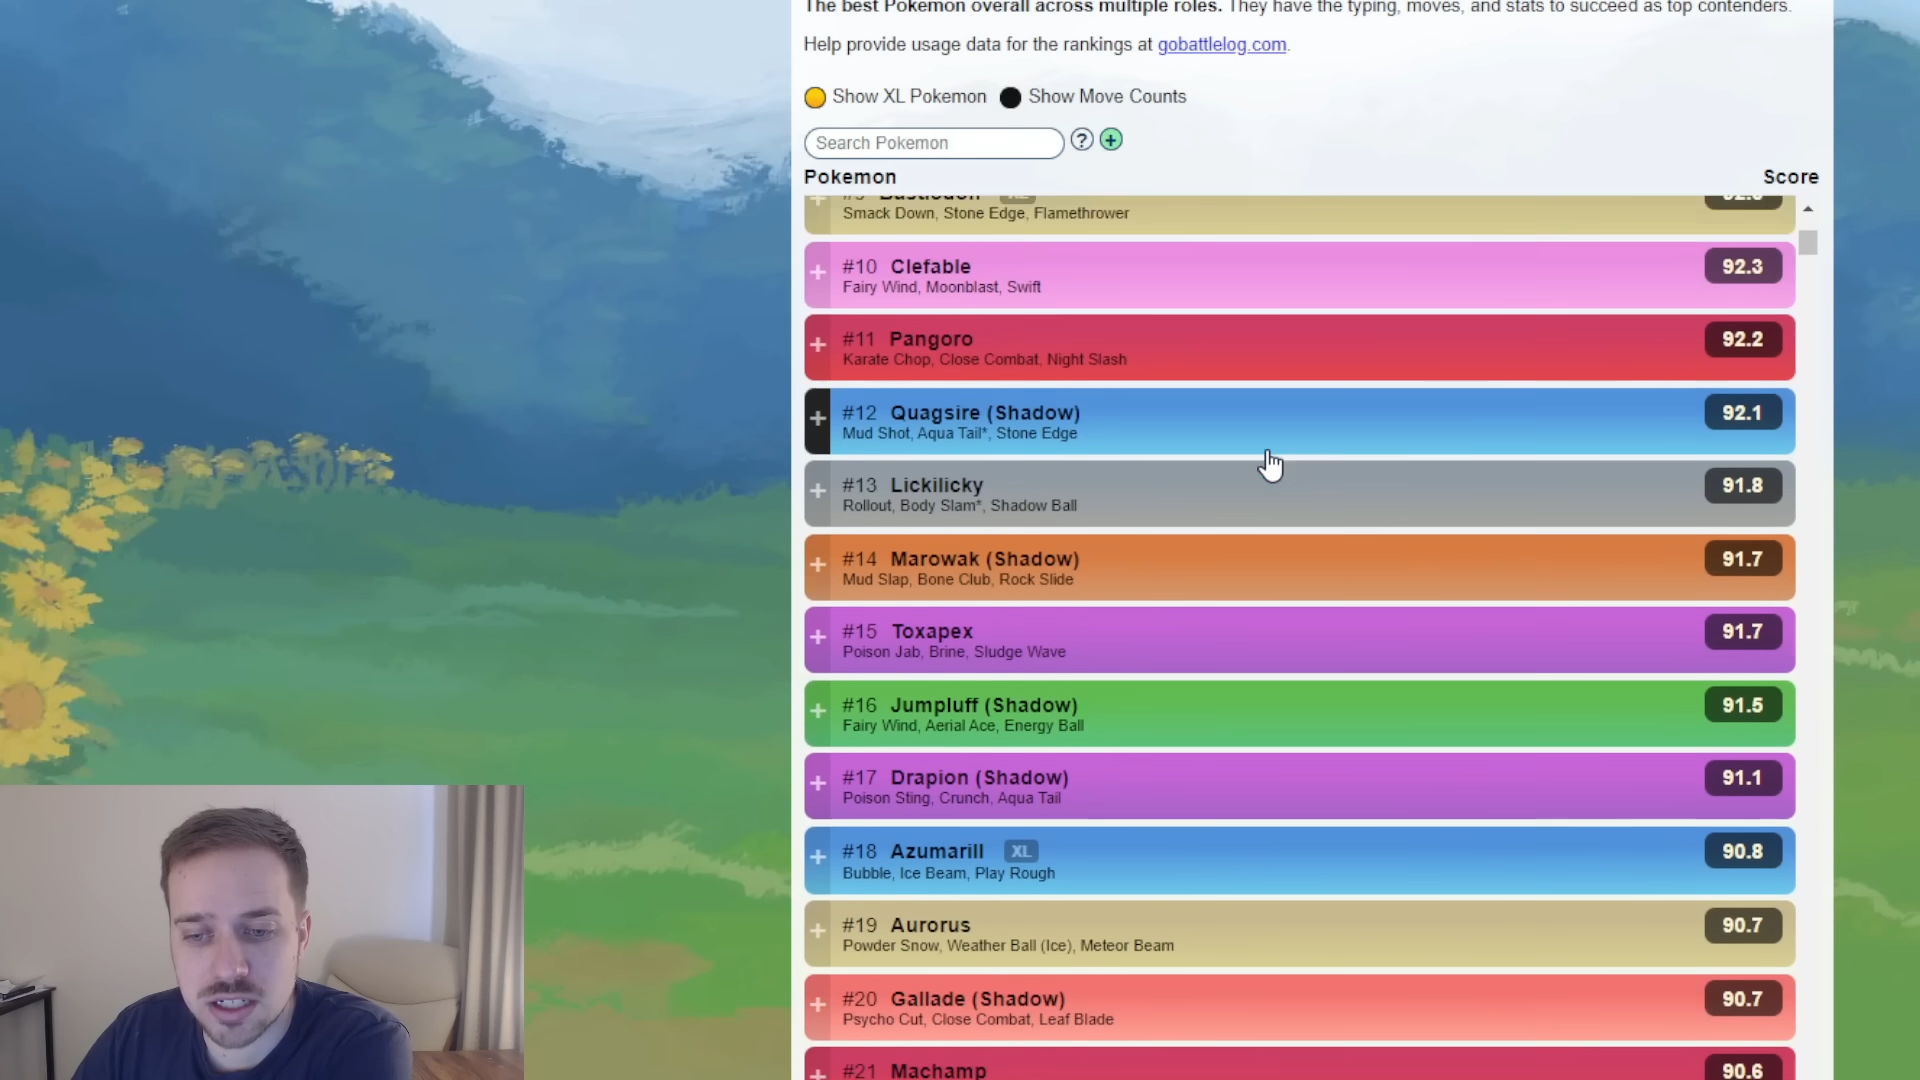 The best Pokemon overall across multiple roles. They have the typing, moves, and stats to succeed as top contenders.
Help provide usage data for the rankings at gobattlelog.com.
Show XL Pokemon Show Move Counts
Search Pokemon ? +
Pokemon Score
#9 Bastiodon XL
Smack Down, Stone Edge, Flamethrower
+ #10 Clefable 92.3
Fairy Wind, Moonblast, Swift
+ #11 Pangoro 92.2
Karate Chop, Close Combat, Night Slash
+ #12 Quagsire (Shadow) 92.1
Mud Shot, Aqua Tail*, Stone Edge
+ #13 Lickilicky 91.8
Rollout, Body Slam*, Shadow Ball
+ #14 Marowak (Shadow) 91.7
Mud Slap, Bone Club, Rock Slide
+ #15 Toxapex 91.7
Poison Jab, Brine, Sludge Wave
+ #16 Jumpluff (Shadow) 91.5
Fairy Wind, Aerial Ace, Energy Ball
+ #17 Drapion (Shadow) 91.1
Poison Sting, Crunch, Aqua Tail
+ #18 Azumarill XL 90.8
Bubble, Ice Beam, Play Rough
+ #19 Aurorus 90.7
Powder Snow, Weather Ball (Ice), Meteor Beam
+ #20 Gallade (Shadow) 90.7
Psycho Cut, Close Combat, Leaf Blade
+ #21 Machamp 90.6